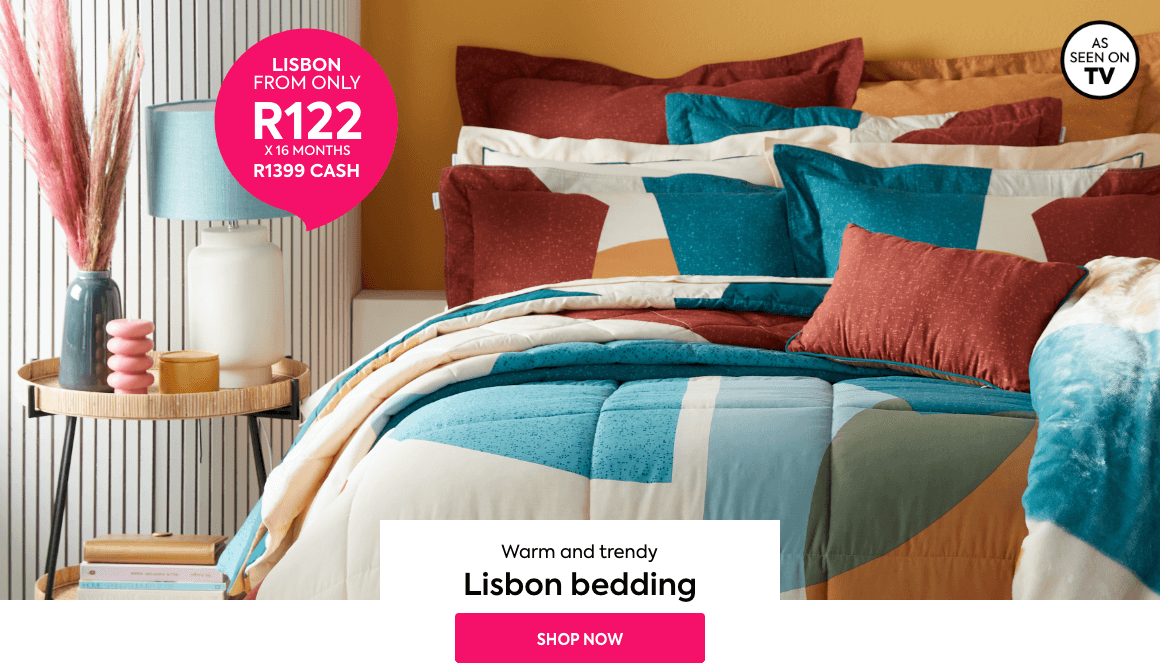 LISBON
FROM ONLY
R122
X 16 MONTHS
R1399 CASH
AS
SEEN ON
TV
Warm and trendy
Lisbon bedding
SHOP NOW